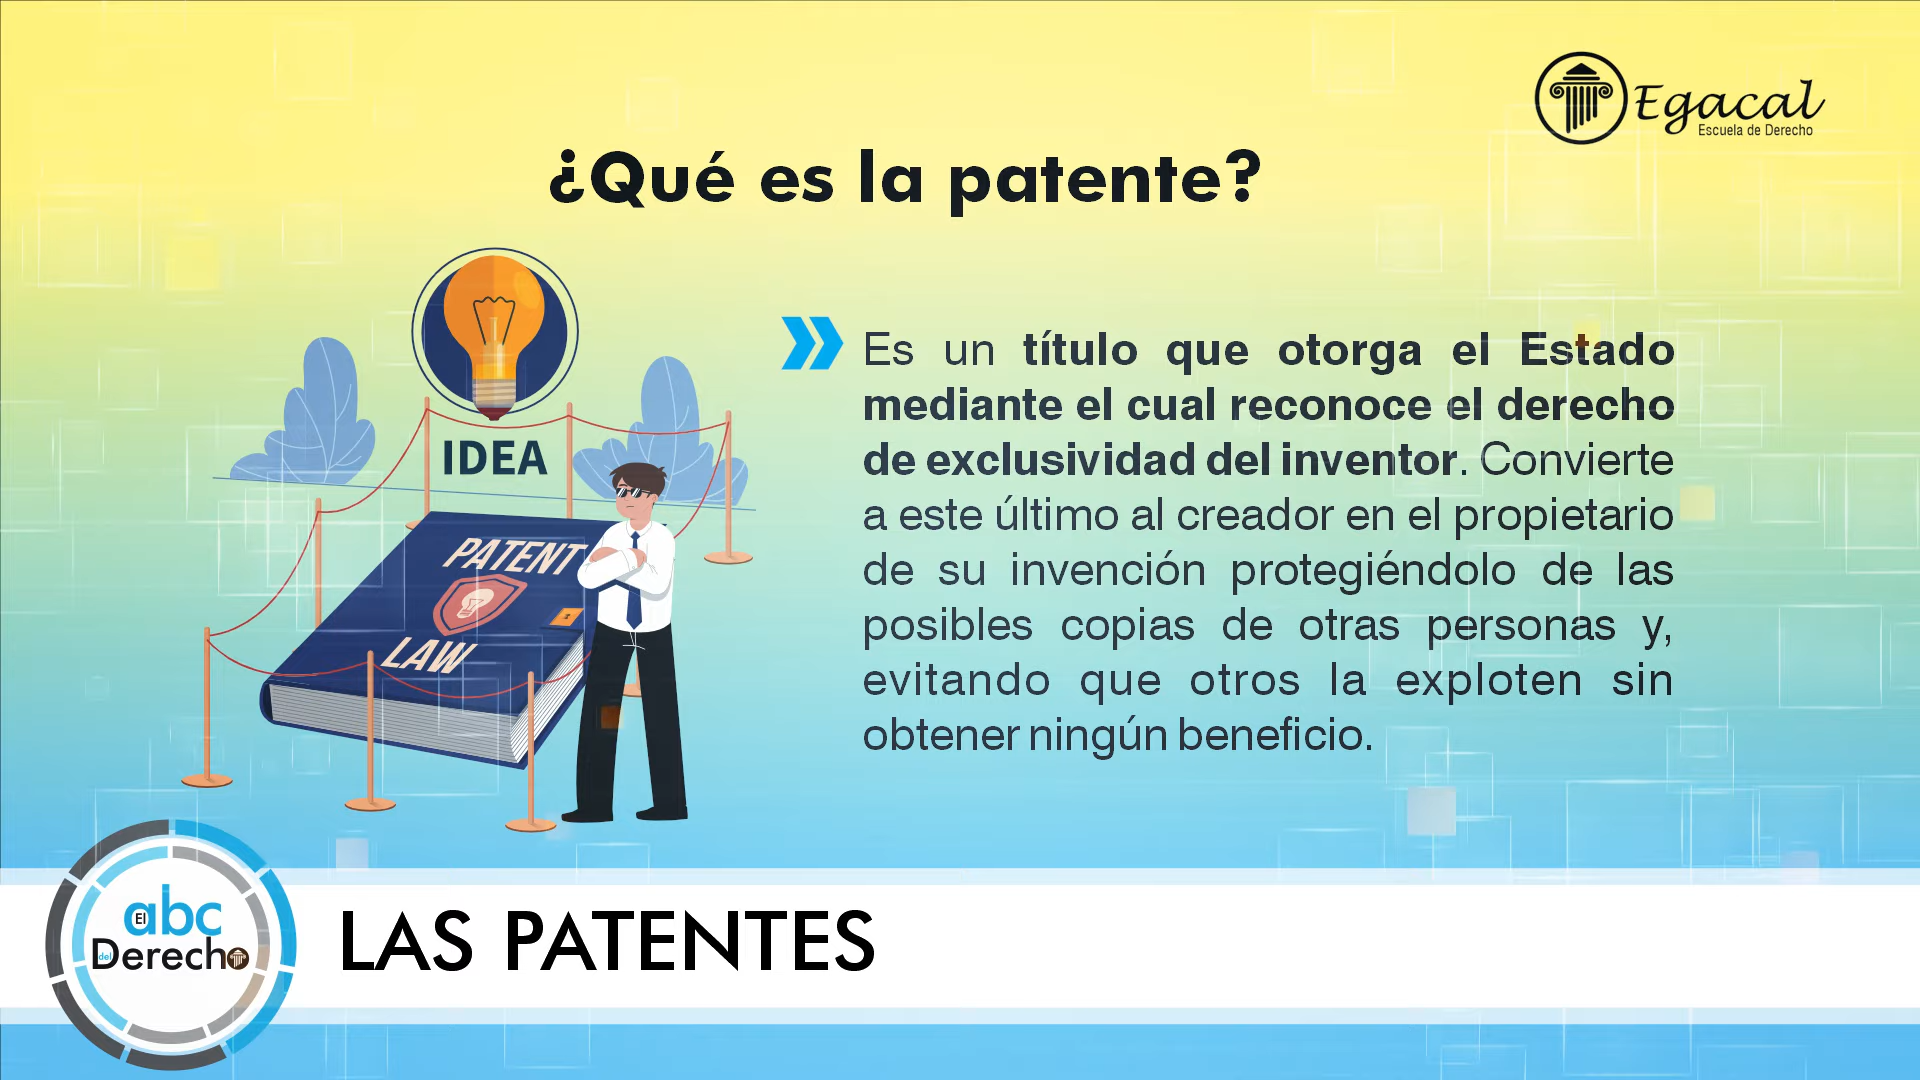 Egacal
Escuela de Derecho
¿Qué es la patente?
IDEA
PATENT
LAW
Es un título que otorga el Estado
mediante el cual reconoce el derecho
de exclusividad del inventor. Convierte
a este último al creador en el propietario
de su invención protegiéndolo de las
posibles copias de otras personas y,
evitando que otros la exploten sin
obtener ningún beneficio.
El abc
del Derecho
LAS PATENTES